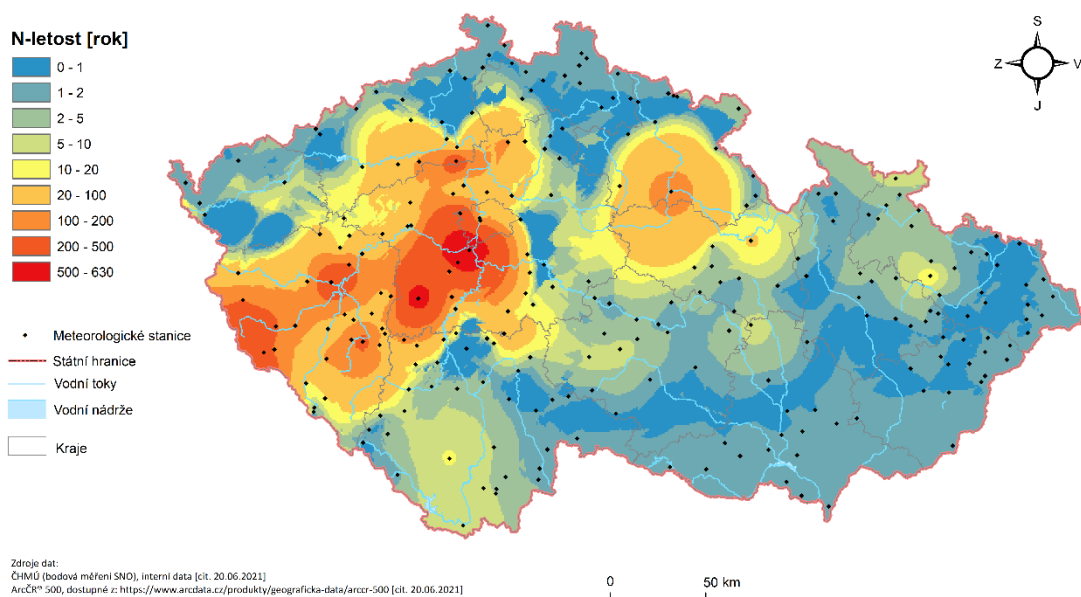 N-letost [rok]
0 - 1
1 - 2
2 - 5
5 - 10
10 - 20
20 - 100
100 - 200
200 - 500
500 - 630
Meteorologické stanice
Státní hranice
Vodní toky
Vodní nádrže
Kraje
S
Z V
J
Zdroje dat:
ČHMÚ (bodová měření SNO), interní data [cit. 20.06.2021]
ArcČR® 500, dostupné z: https://www.arcdata.cz/produkty/geograficka-data/arccr-500 [cit. 20.06.2021]
0 50 km